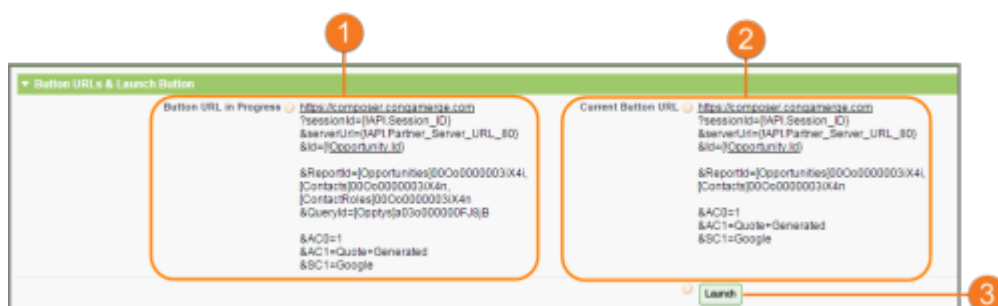 1
2
▼ Button URLs & Launch Button
Button URL in Progress
https://composer.congamerge.com
?sessionId={!API.Session_ID}
&serverUrl={!API.Partner_Server_URL_80}
&Id={!Opportunity.Id}
&ReportId=[Opportunities]00Oo0000003iX4i,
[Contacts]00Oo0000003iX4n,
[ContactRoles]00Oo0000003iX4n
&QueryId=[Opptys]a03o000000FJ8jB
&AC0=1
&AC1=Quote+Generated
&SC1=Google
Current Button URL
https://composer.congamerge.com
?sessionId={!API.Session_ID}
&serverUrl={!API.Partner_Server_URL_80}
&Id={!Opportunity.Id}
&ReportId=[Opportunities]00Oo0000003iX4i,
[Contacts]00Oo0000003iX4n
&AC0=1
&AC1=Quote+Generated
&SC1=Google
Launch
3